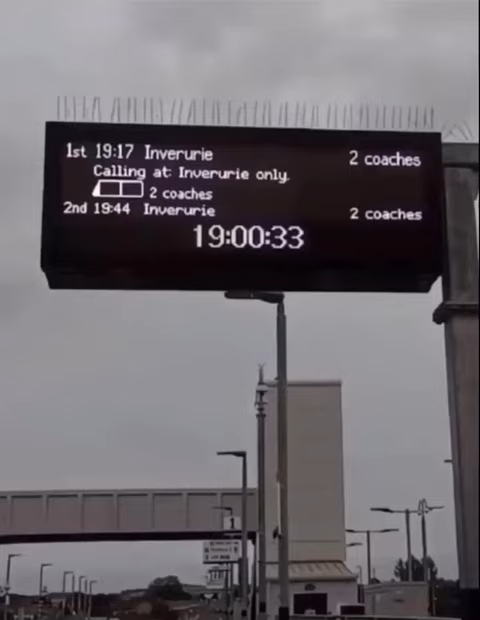 1st 19:17 Inverurie 2 coaches
Calling at: Inverurie only.
2 coaches
2nd 19:44 Inverurie 2 coaches
19:00:33
1